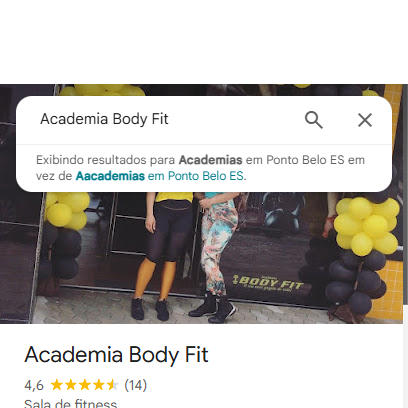 Academia Body Fit
Exibindo resultados para Academias em Ponto Belo ES em
vez de Aacademias em Ponto Belo ES.
BODY FIT
Academia Body Fit
4,6 (14)
Sala de fitness